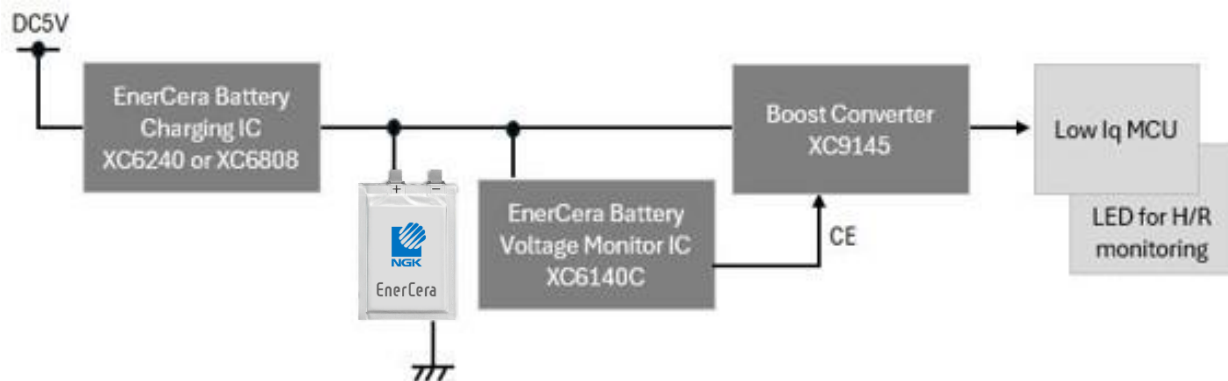 DC5V
EnerCera Battery
Charging IC
XC6240 or XC6808
+ −
NGK
EnerCera
EnerCera Battery
Voltage Monitor IC
XC6140C
Boost Converter
XC9145
CE
Low Iq MCU
LED for H/R
monitoring